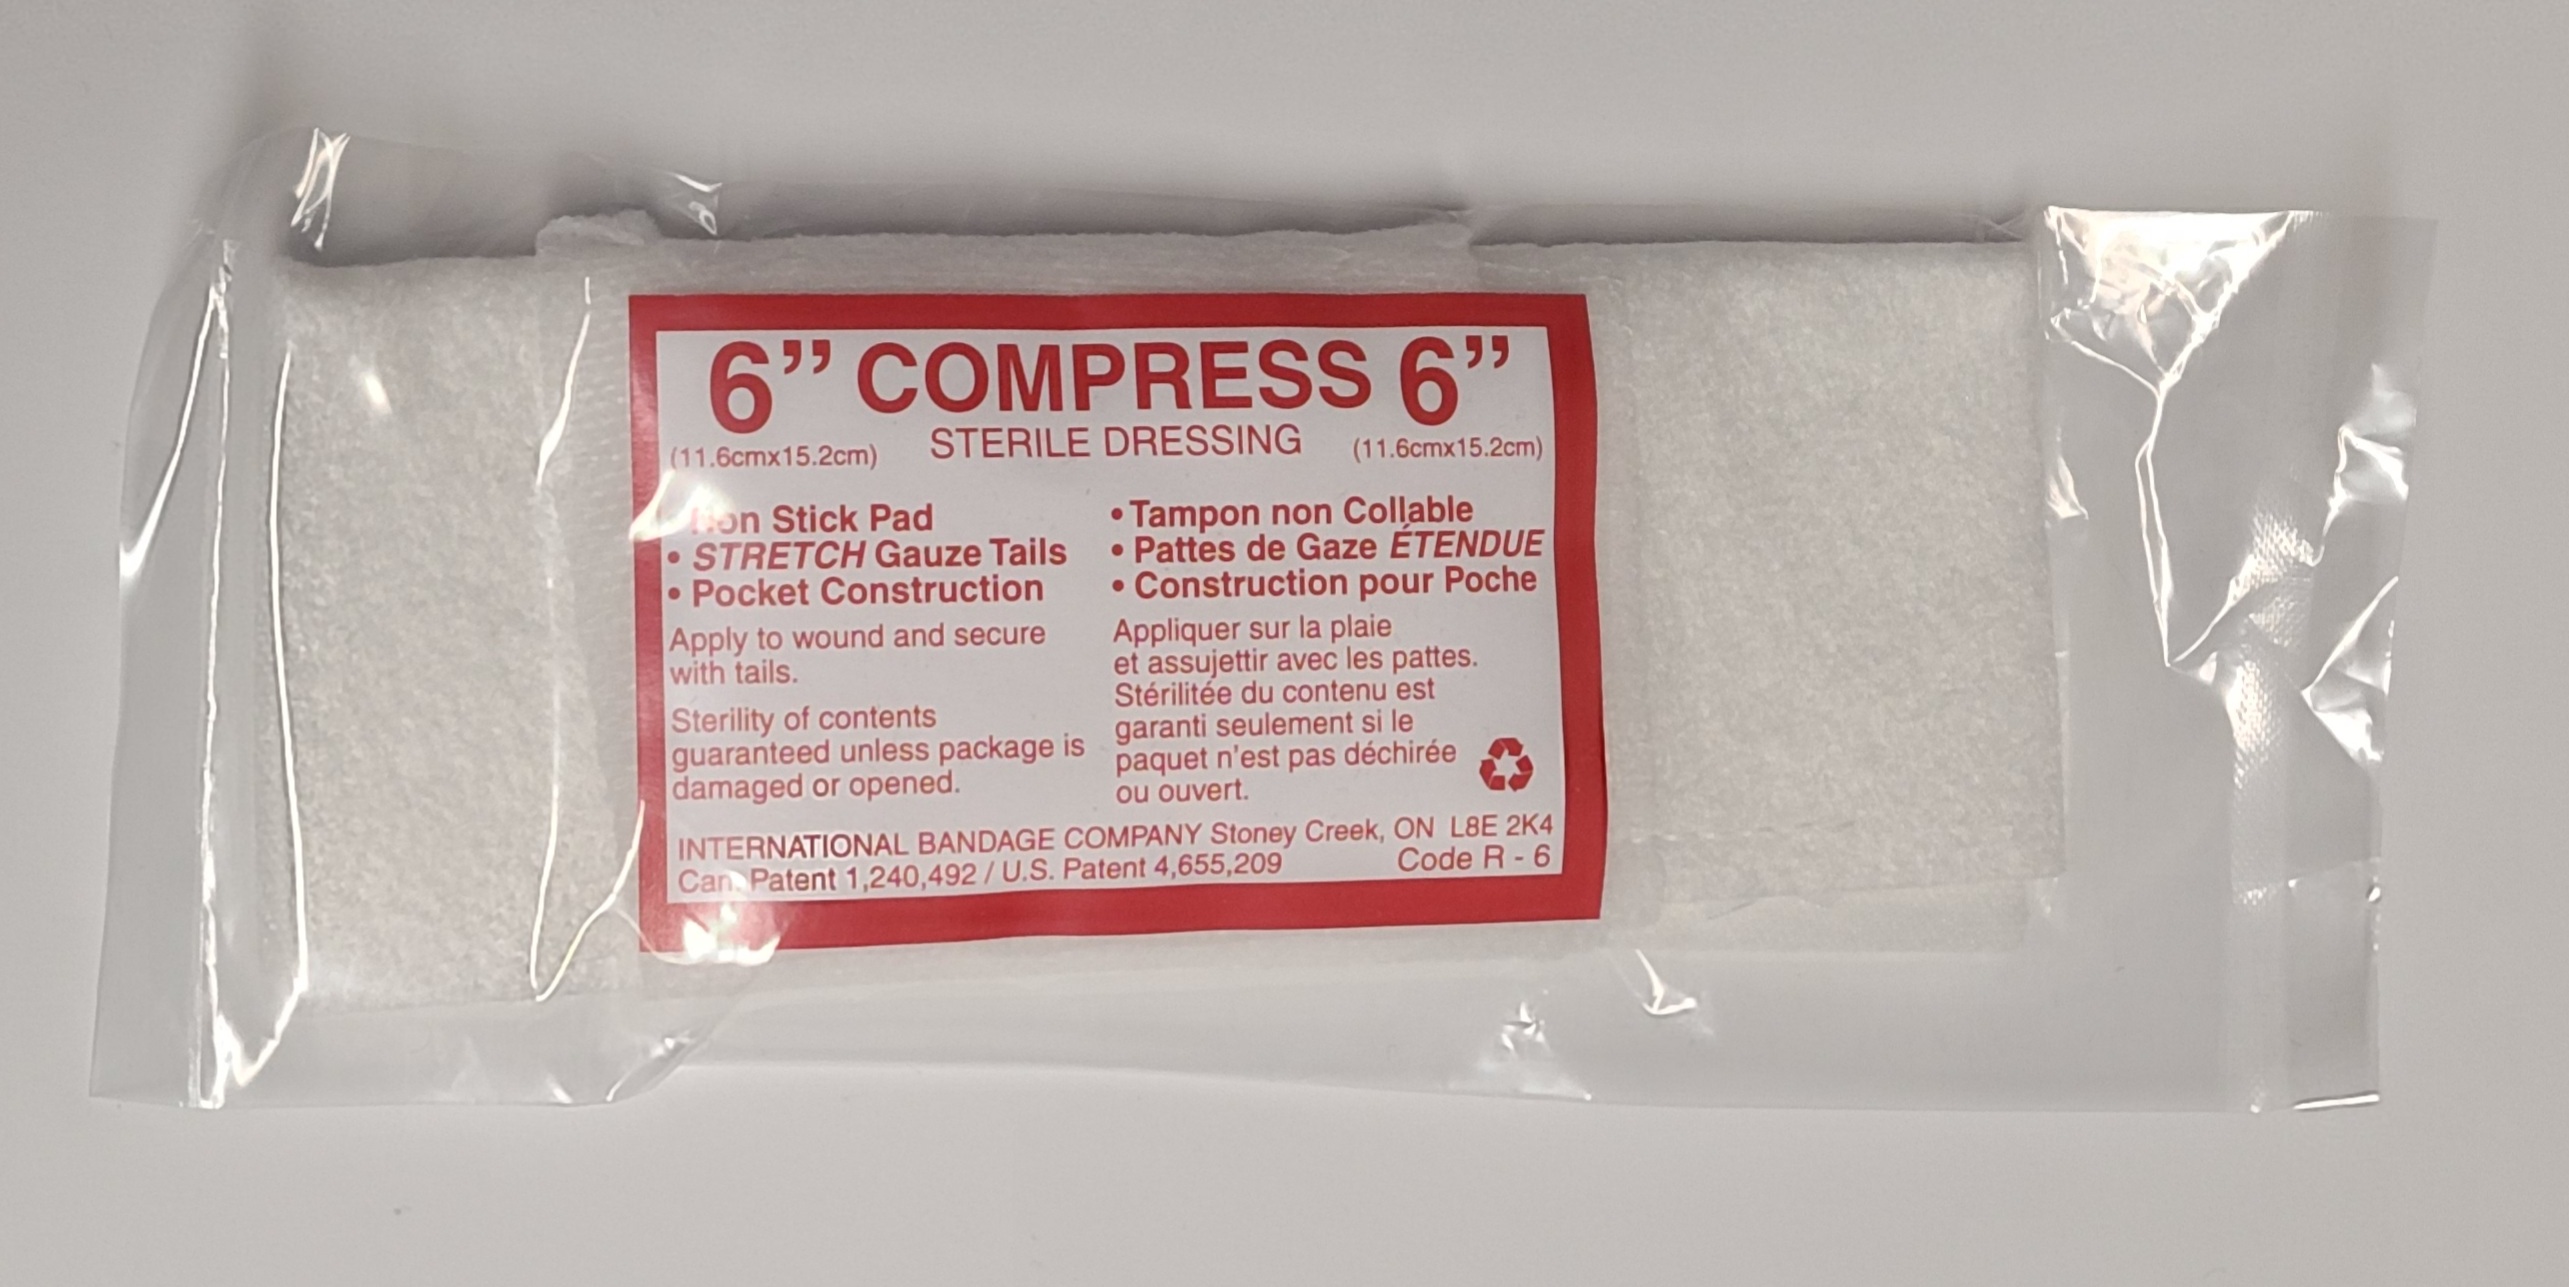 6” COMPRESS 6”
(11.6cmx15.2cm) STERILE DRESSING (11.6cmx15.2cm)
Non Stick Pad
• STRETCH Gauze Tails
• Pocket Construction
Apply to wound and secure
with tails.
Sterility of contents
guaranteed unless package is
damaged or opened.
• Tampon non Collable
• Pattes de Gaze ÉTENDUE
• Construction pour Poche
Appliquer sur la plaie
et assujettir avec les pattes.
Stérilitée du contenu est
garanti seulement si le
paquet n'est pas déchirée
ou ouvert.
INTERNATIONAL BANDAGE COMPANY Stoney Creek, ON L8E 2K4
Can. Patent 1,240,492 / U.S. Patent 4,655,209 Code R - 6